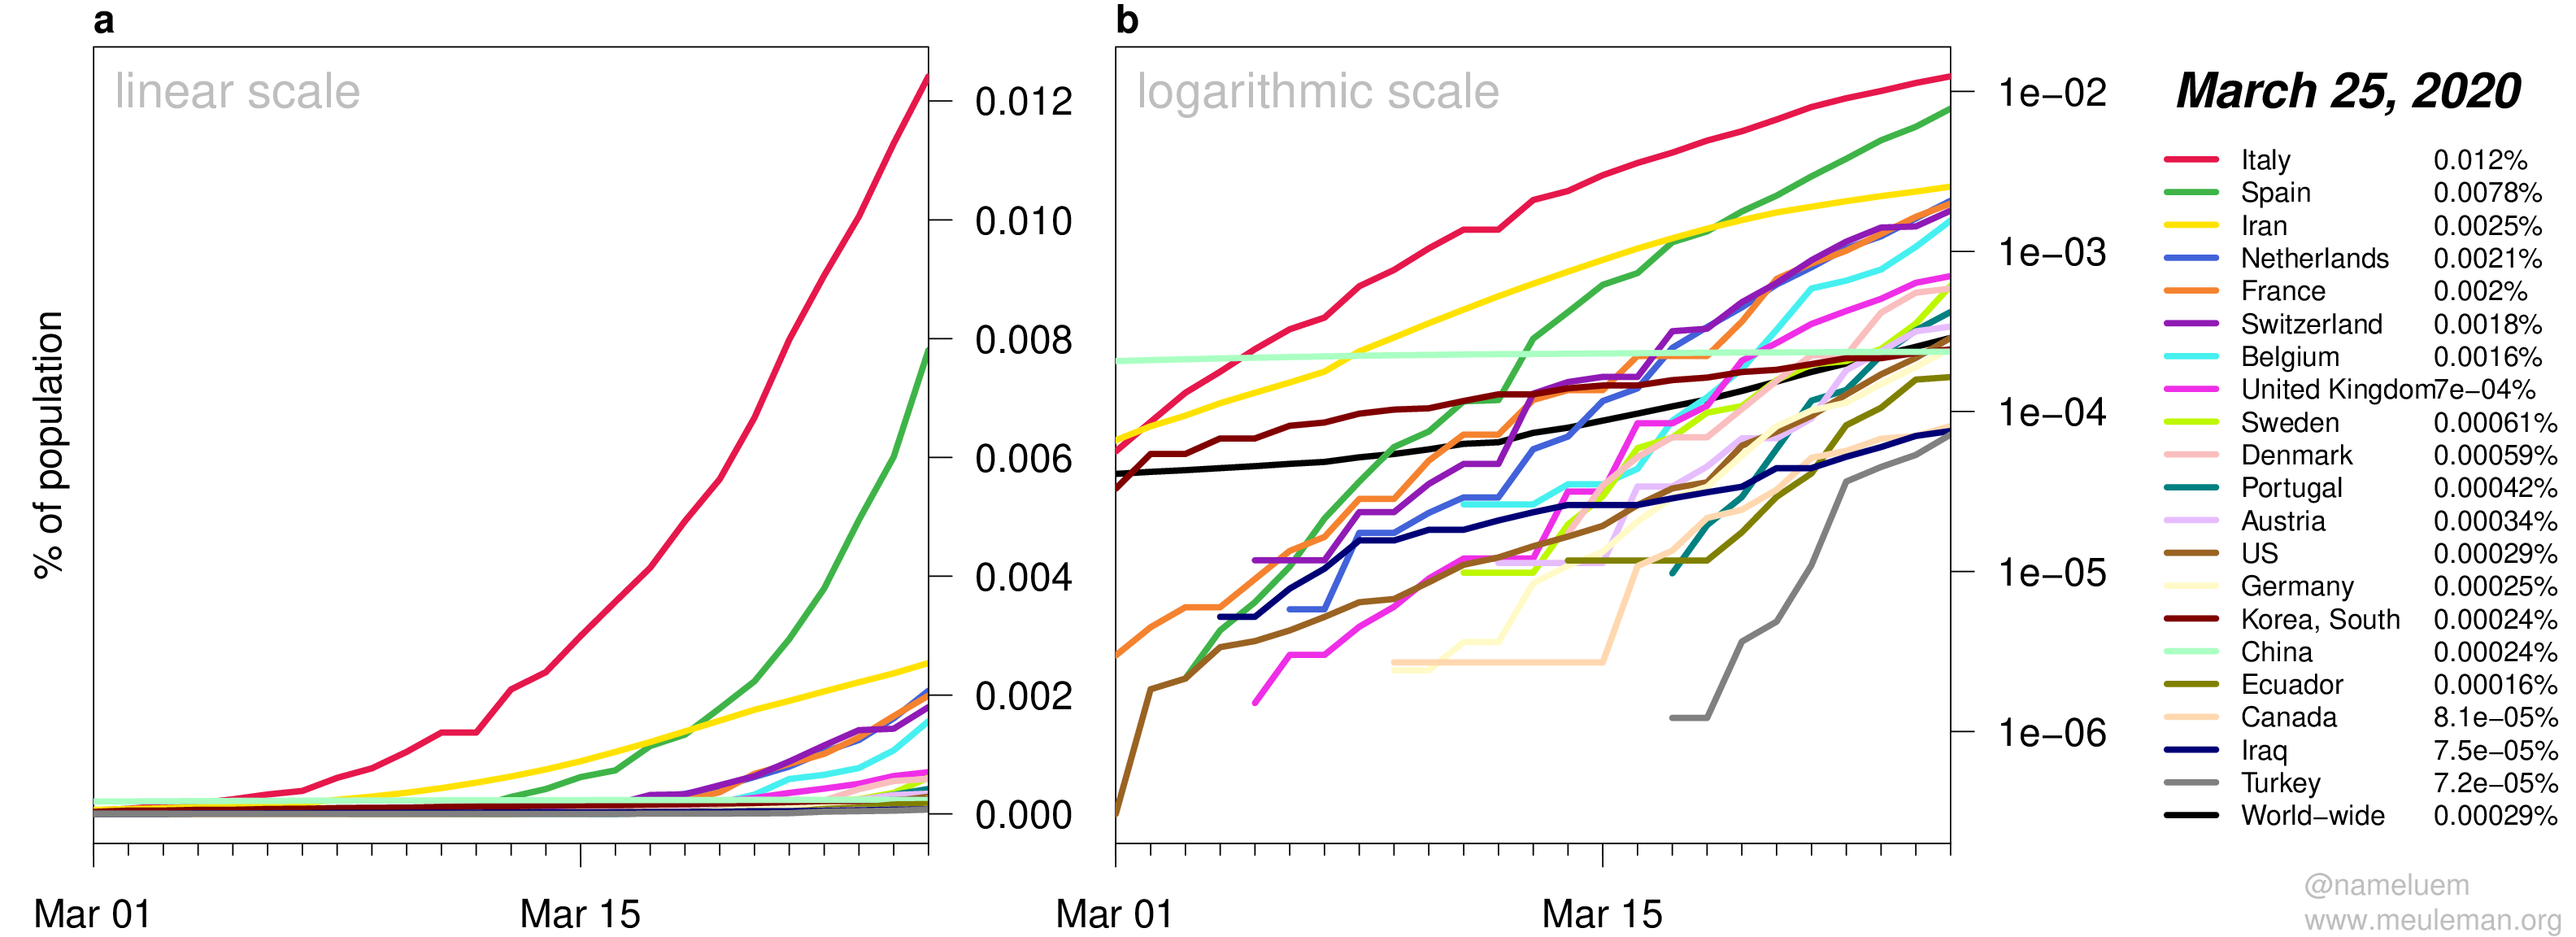 a
linear scale
% of population
0.012
0.010
0.008
0.006
0.004
0.002
0.000
Mar 01
Mar 15
b
logarithmic scale
1e−02
1e−03
1e−04
1e−05
1e−06
Mar 01
Mar 15
March 25, 2020
Italy 0.012%
Spain 0.0078%
Iran 0.0025%
Netherlands 0.0021%
France 0.002%
Switzerland 0.0018%
Belgium 0.0016%
United Kingdom 7e−04%
Sweden 0.00061%
Denmark 0.00059%
Portugal 0.00042%
Austria 0.00034%
US 0.00029%
Germany 0.00025%
Korea, South 0.00024%
China 0.00024%
Ecuador 0.00016%
Canada 8.1e−05%
Iraq 7.5e−05%
Turkey 7.2e−05%
World−wide 0.00029%
@nameluem
www.meuleman.org